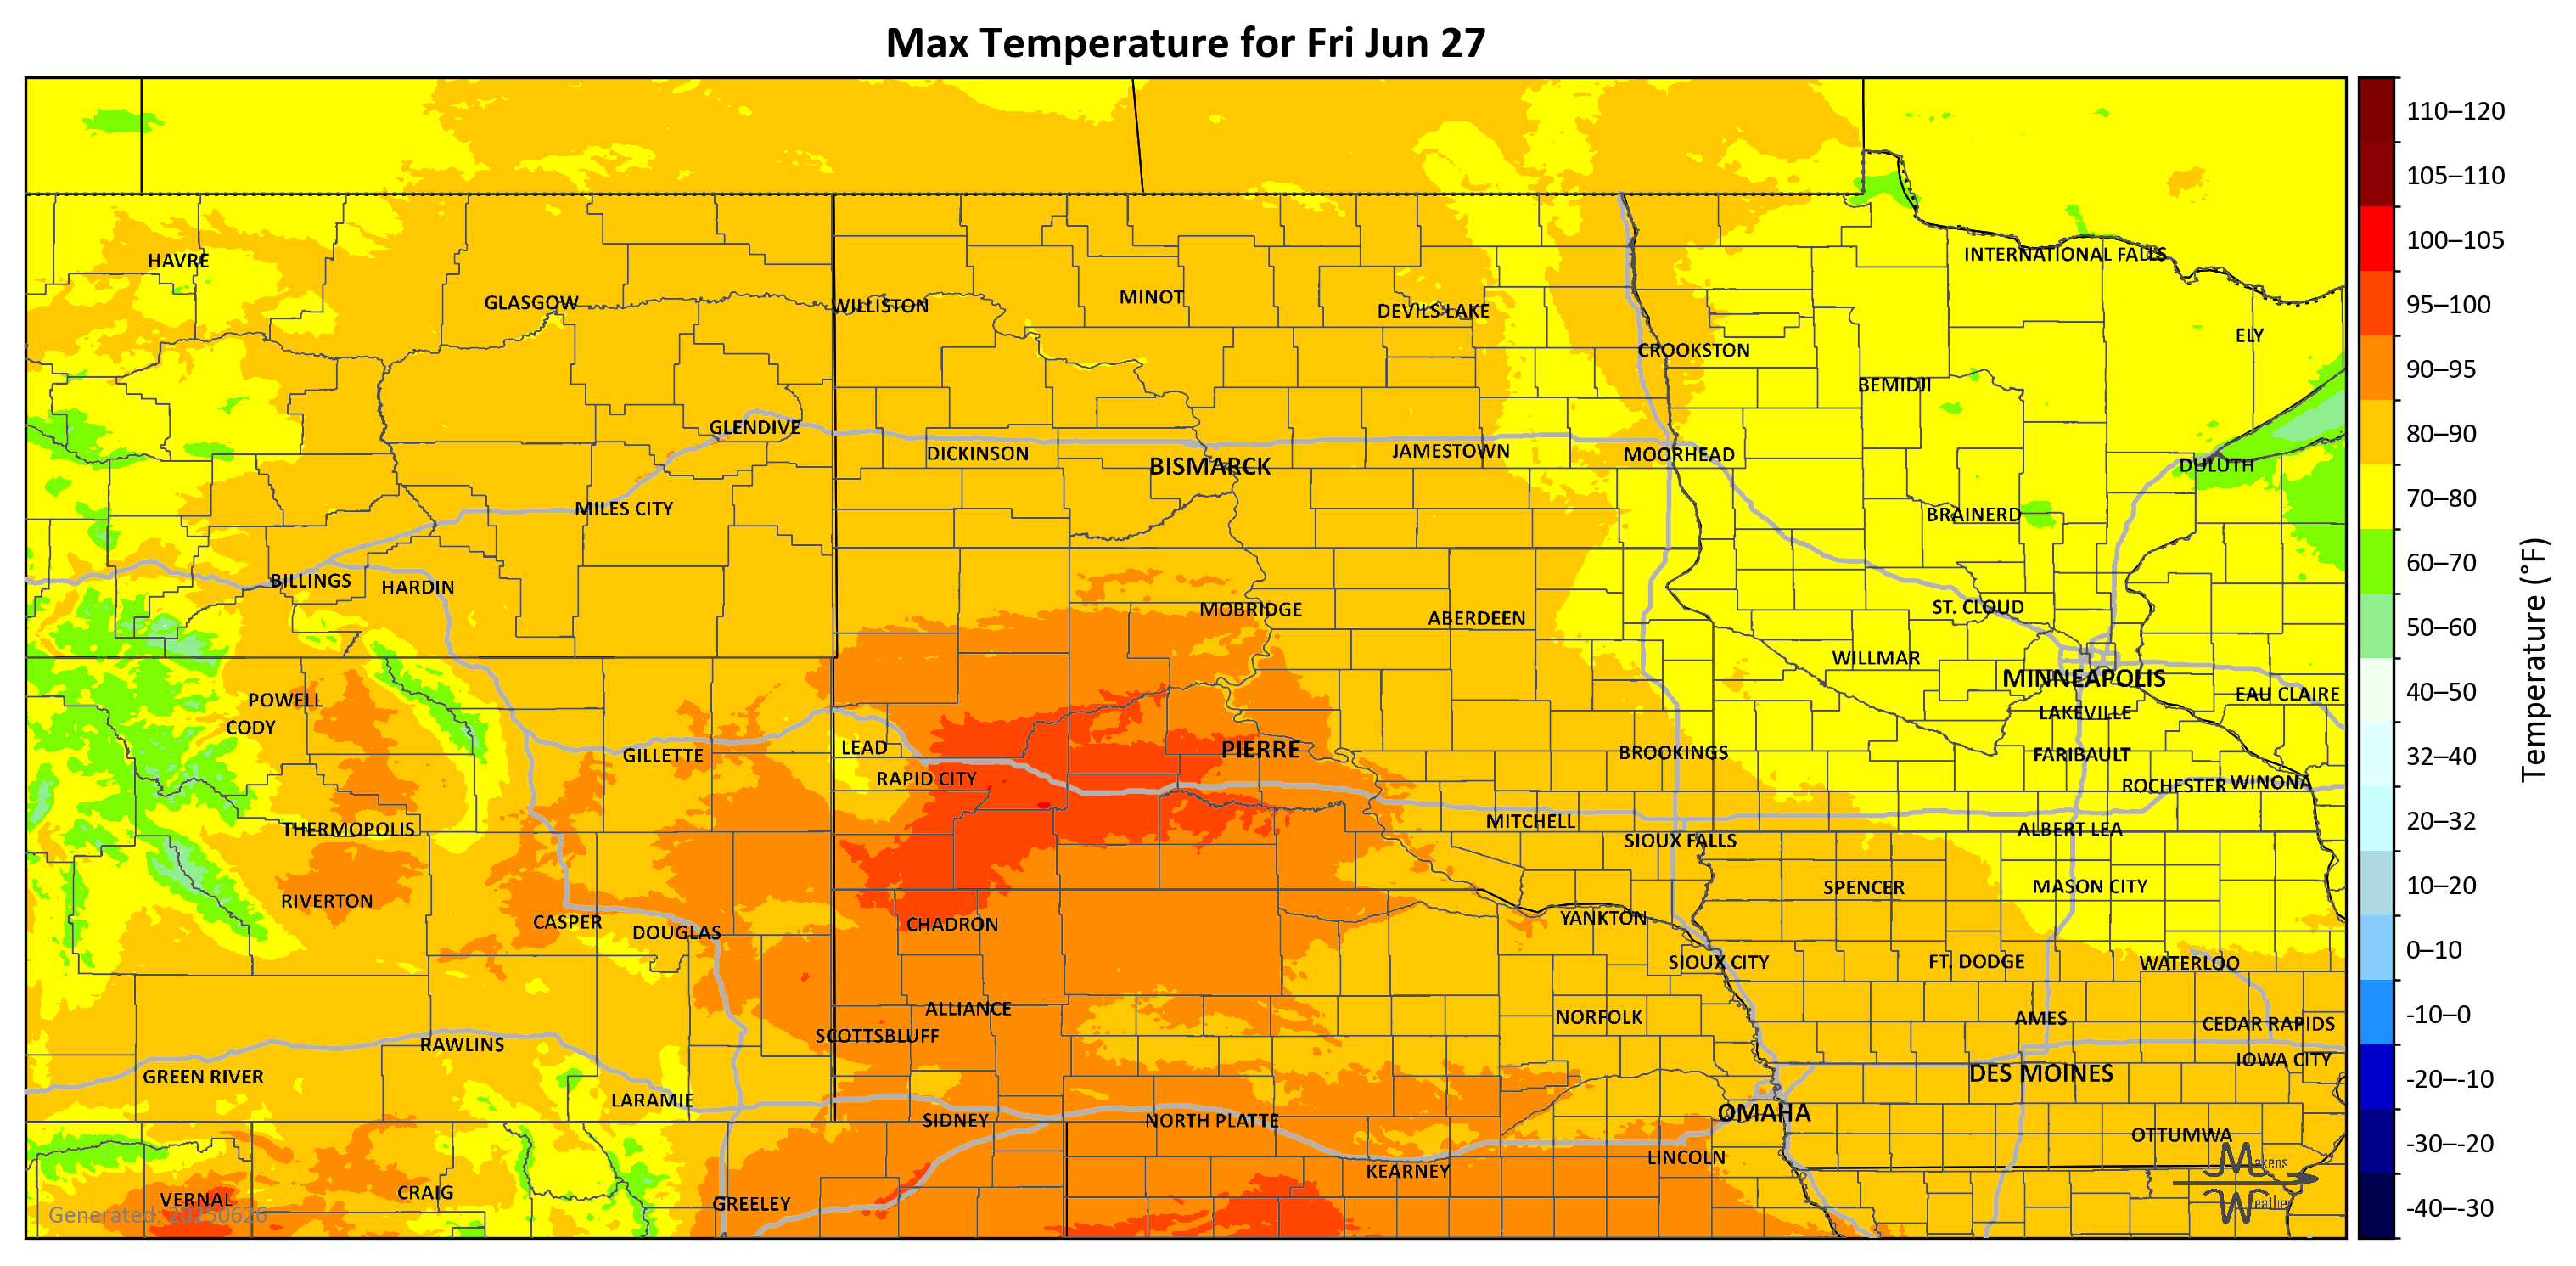 Max Temperature for Fri Jun 27
110–120
105–110
100–105
95–100
90–95
80–90
70–80
60–70
50–60
40–50
32–40
20–32
10–20
0–10
-10–0
-20–-10
-30–-20
-40–-30
Temperature (°F)
HAVRE
GLASGOW
WILLISTON
MINOT
DEVILS LAKE
INTERNATIONAL FALLS
ELY
CROOKSTON
BEMIDJI
GLENDIVE
DICKINSON
BISMARCK
JAMESTOWN
MOORHEAD
DULUTH
MILES CITY
BRAINERD
BILLINGS
HARDIN
MOBRIDGE
ABERDEEN
ST. CLOUD
WILLMAR
MINNEAPOLIS
POWELL
EAU CLAIRE
CODY
LAKEVILLE
GILLETTE
LEAD
PIERRE
BROOKINGS
FARIBAULT
RAPID CITY
ROCHESTER
WINONA
THERMOPOLIS
MITCHELL
SIOUX FALLS
ALBERT LEA
RIVERTON
SPENCER
MASON CITY
CASPER
DOUGLAS
CHADRON
YANKTON
SIOUX CITY
FT. DODGE
WATERLOO
ALLIANCE
NORFOLK
AMES
CEDAR RAPIDS
SCOTTSBLUFF
RAWLINS
IOWA CITY
GREEN RIVER
DES MOINES
LARAMIE
SIDNEY
NORTH PLATTE
OMAHA
OTTUMWA
KEARNEY
LINCOLN
VERNAL
CRAIG
GREELEY
Generated: 20250626
Makens
Weather